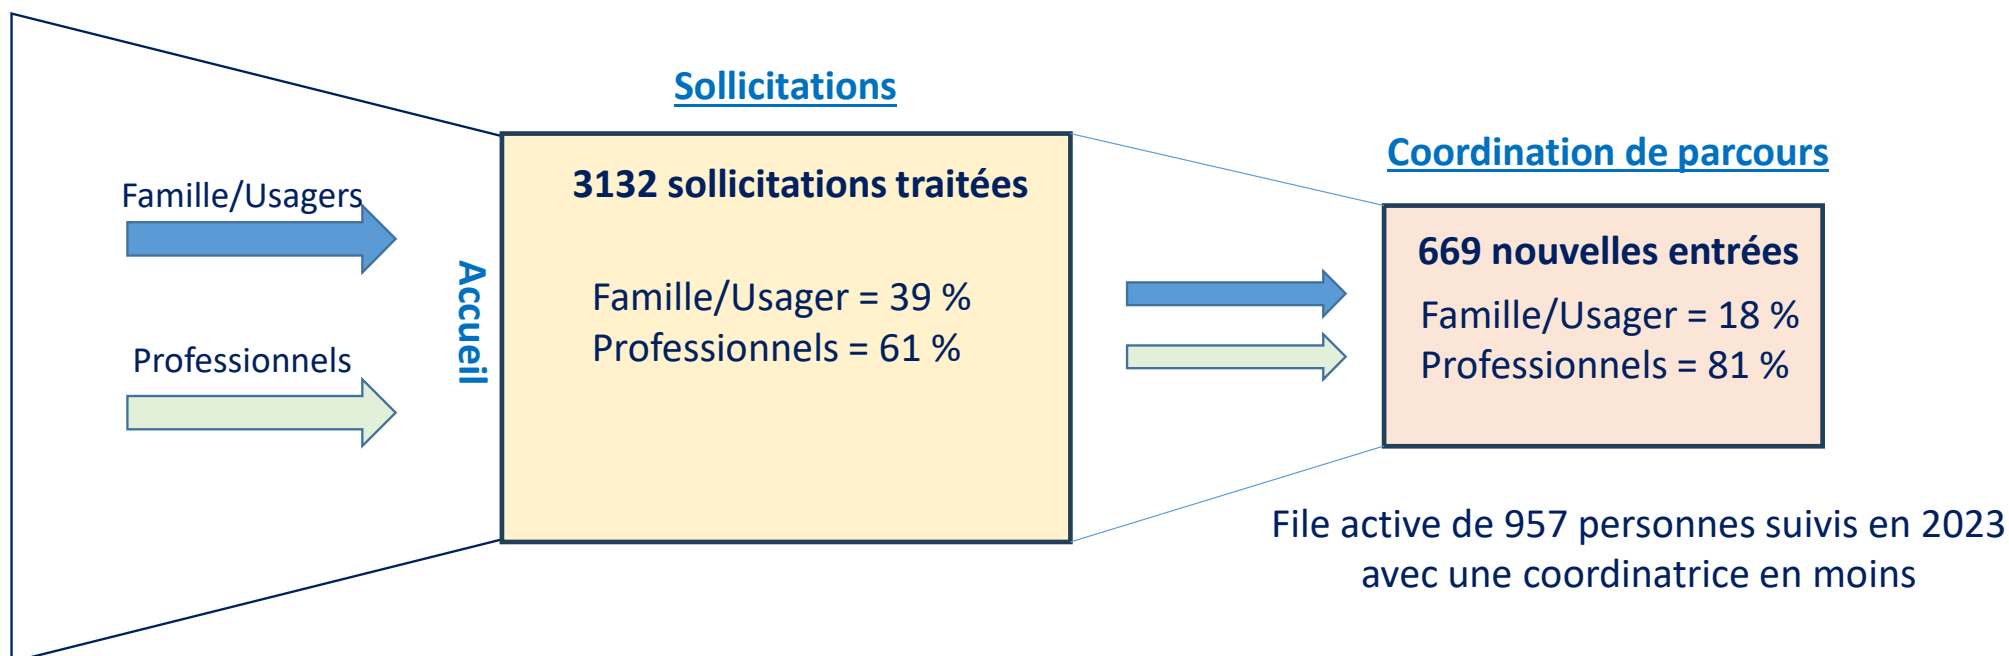 Famille/Usagers
Professionnels
Accueil
Sollicitations
3132 sollicitations traitées
Famille/Usager = 39 %
Professionnels = 61 %
Coordination de parcours
669 nouvelles entrées
Famille/Usager = 18 %
Professionnels = 81 %
File active de 957 personnes suivis en 2023
avec une coordinatrice en moins